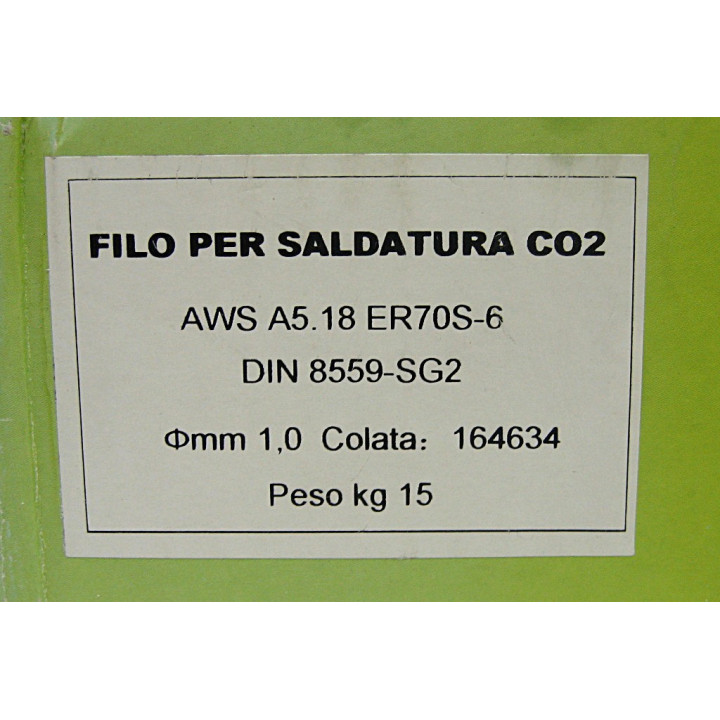 FILO PER SALDATURA CO2
AWS A5.18 ER70S-6
DIN 8559-SG2
Φmm 1,0 Colata: 164634
Peso kg 15